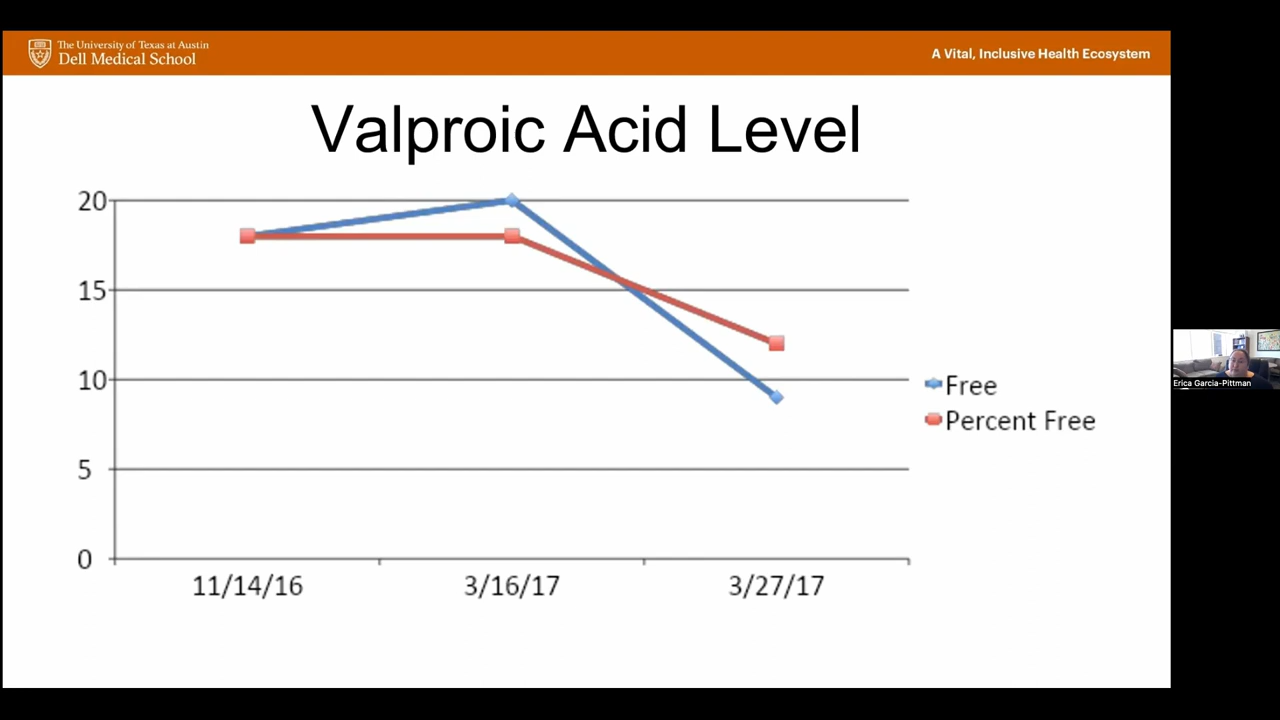 The University of Texas at Austin
Dell Medical School
A Vital, Inclusive Health Ecosystem
Valproic Acid Level
20
15
10
5
0
11/14/16
3/16/17
3/27/17
Free
Percent Free
Erica Garcia-Pittman